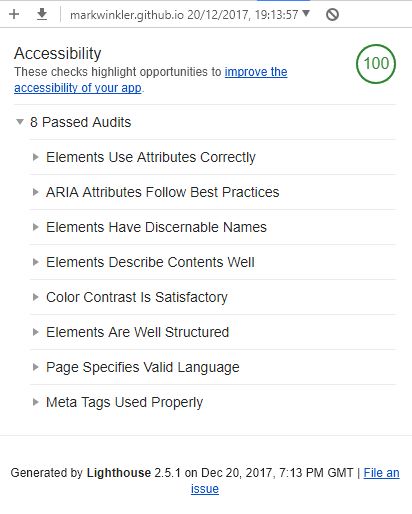 markwinkler.github.io 20/12/2017, 19:13:57
Accessibility
These checks highlight opportunities to improve the
accessibility of your app.
100
8 Passed Audits
Elements Use Attributes Correctly
ARIA Attributes Follow Best Practices
Elements Have Discernable Names
Elements Describe Contents Well
Color Contrast Is Satisfactory
Elements Are Well Structured
Page Specifies Valid Language
Meta Tags Used Properly
Generated by Lighthouse 2.5.1 on Dec 20, 2017, 7:13 PM GMT | File an
issue